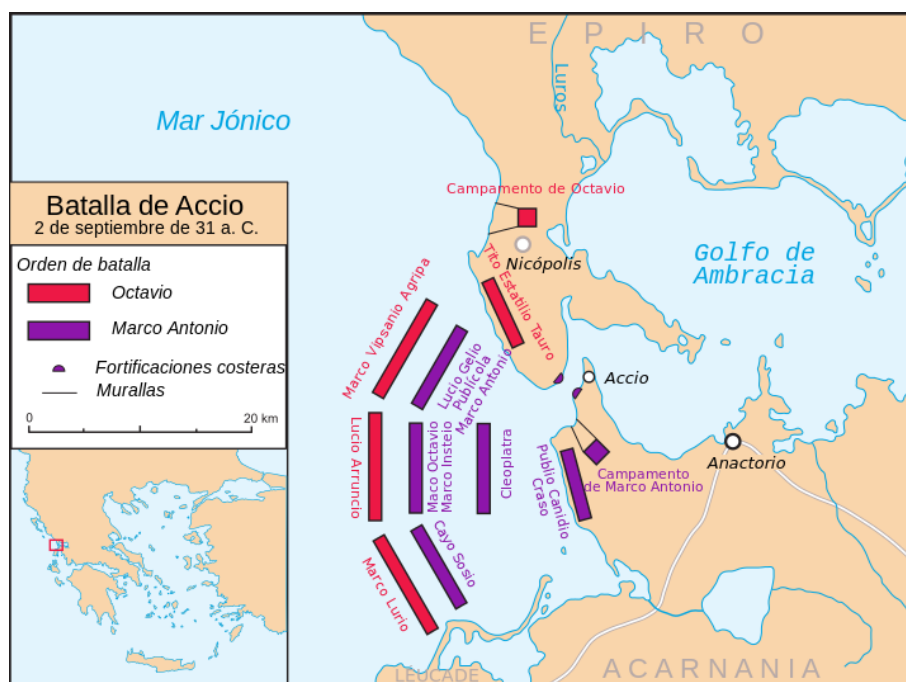 EPIRO
Luros
Mar Jónico
Batalla de Accio
2 de septiembre de 31 a. C.
Orden de batalla
Octavio
Marco Antonio
Fortificaciones costeras
Murallas
0
20 km
Campamento de Octavio
Nicópolis
Golfo de
Ambracia
Tito Estatilio Tauro
Marco Vipsanio Agripa
Lucio Gelio
Publícola
Marco Antonio
Accio
Lucio Arruncio
Maco Octavio
Marco Insteio
Cleoplatra
Publio Canidio
Craso
Campamento
de Marco Antonio
Anactorio
Marco Lurio
Cayo Sosio
LEUCADE
ACARNANIA